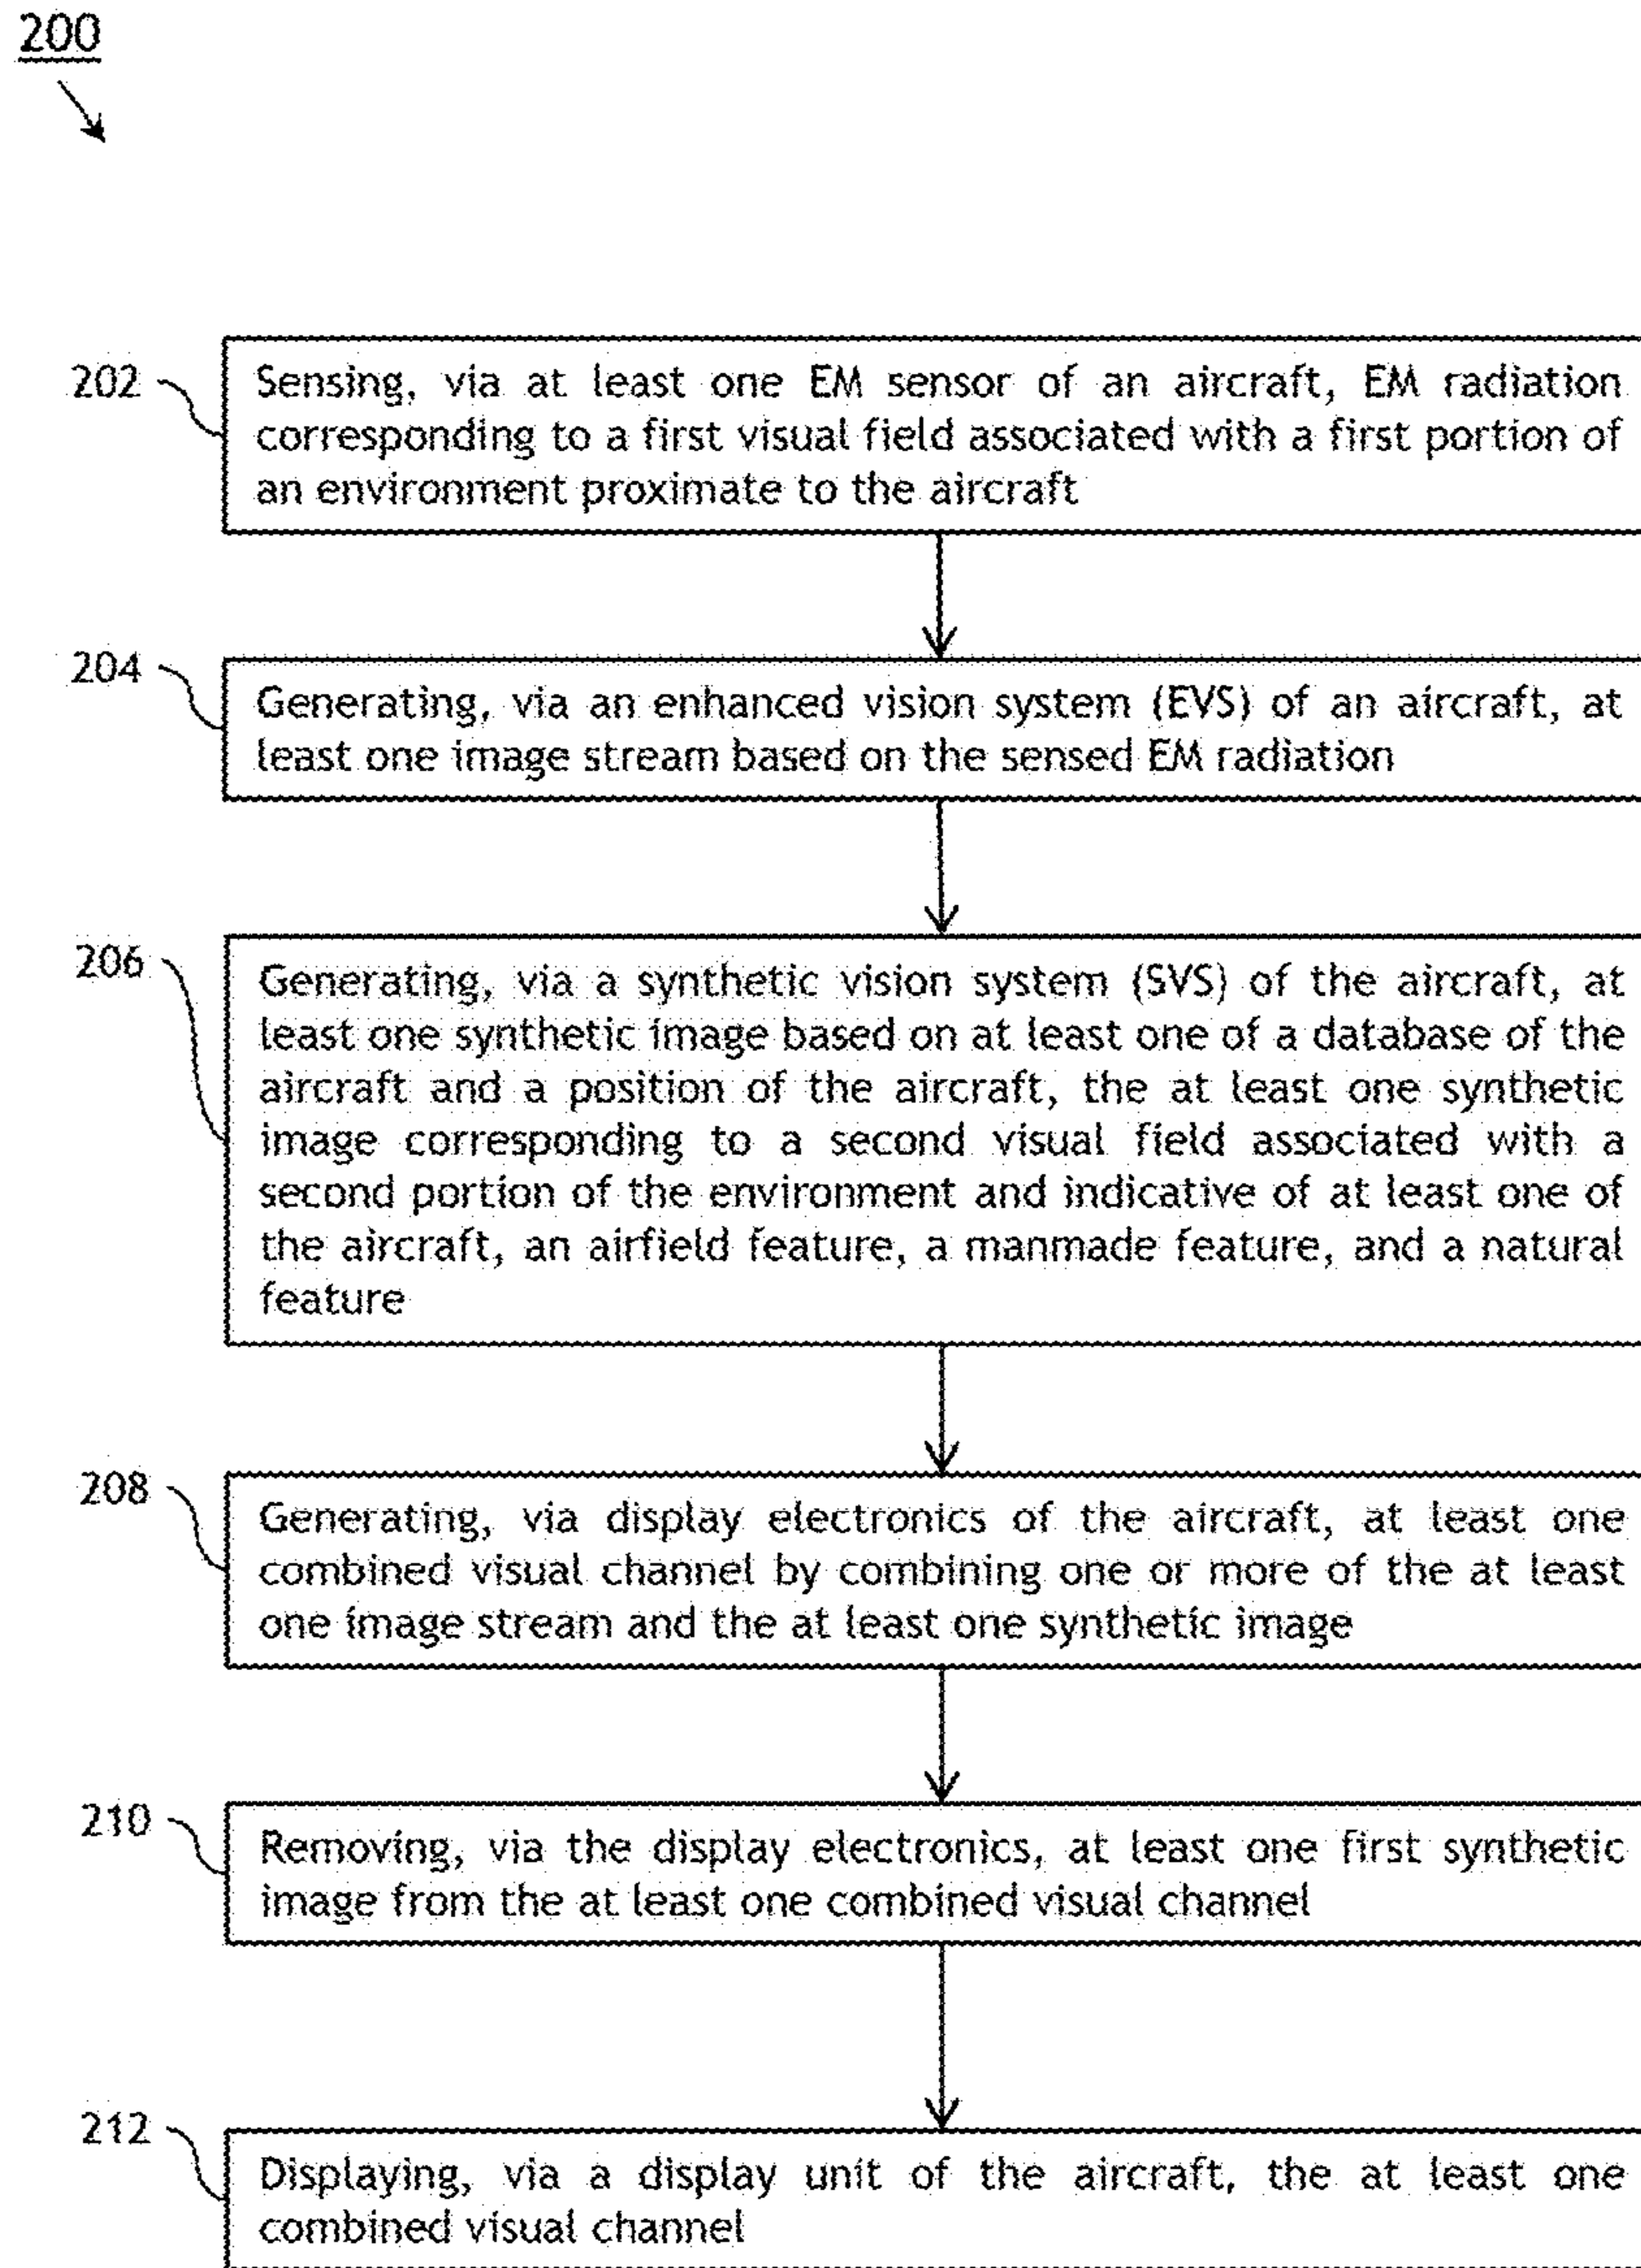 200
202
Sensing, via at least one EM sensor of an aircraft, EM radiation
corresponding to a first visual field associated with a first portion of
an environment proximate to the aircraft
204
Generating, via an enhanced vision system (EVS) of an aircraft, at
least one image stream based on the sensed EM radiation
206
Generating, via a synthetic vision system (SVS) of the aircraft, at
least one synthetic image based on at least one of a database of the
aircraft and a position of the aircraft, the at least one synthetic
image corresponding to a second visual field associated with a
second portion of the environment and indicative of at least one of
the aircraft, an airfield feature, a manmade feature, and a natural
feature
208
Generating, via display electronics of the aircraft, at least one
combined visual channel by combining one or more of the at least
one image stream and the at least one synthetic image
210
Removing, via the display electronics, at least one first synthetic
image from the at least one combined visual channel
212
Displaying, via a display unit of the aircraft, the at least one
combined visual channel